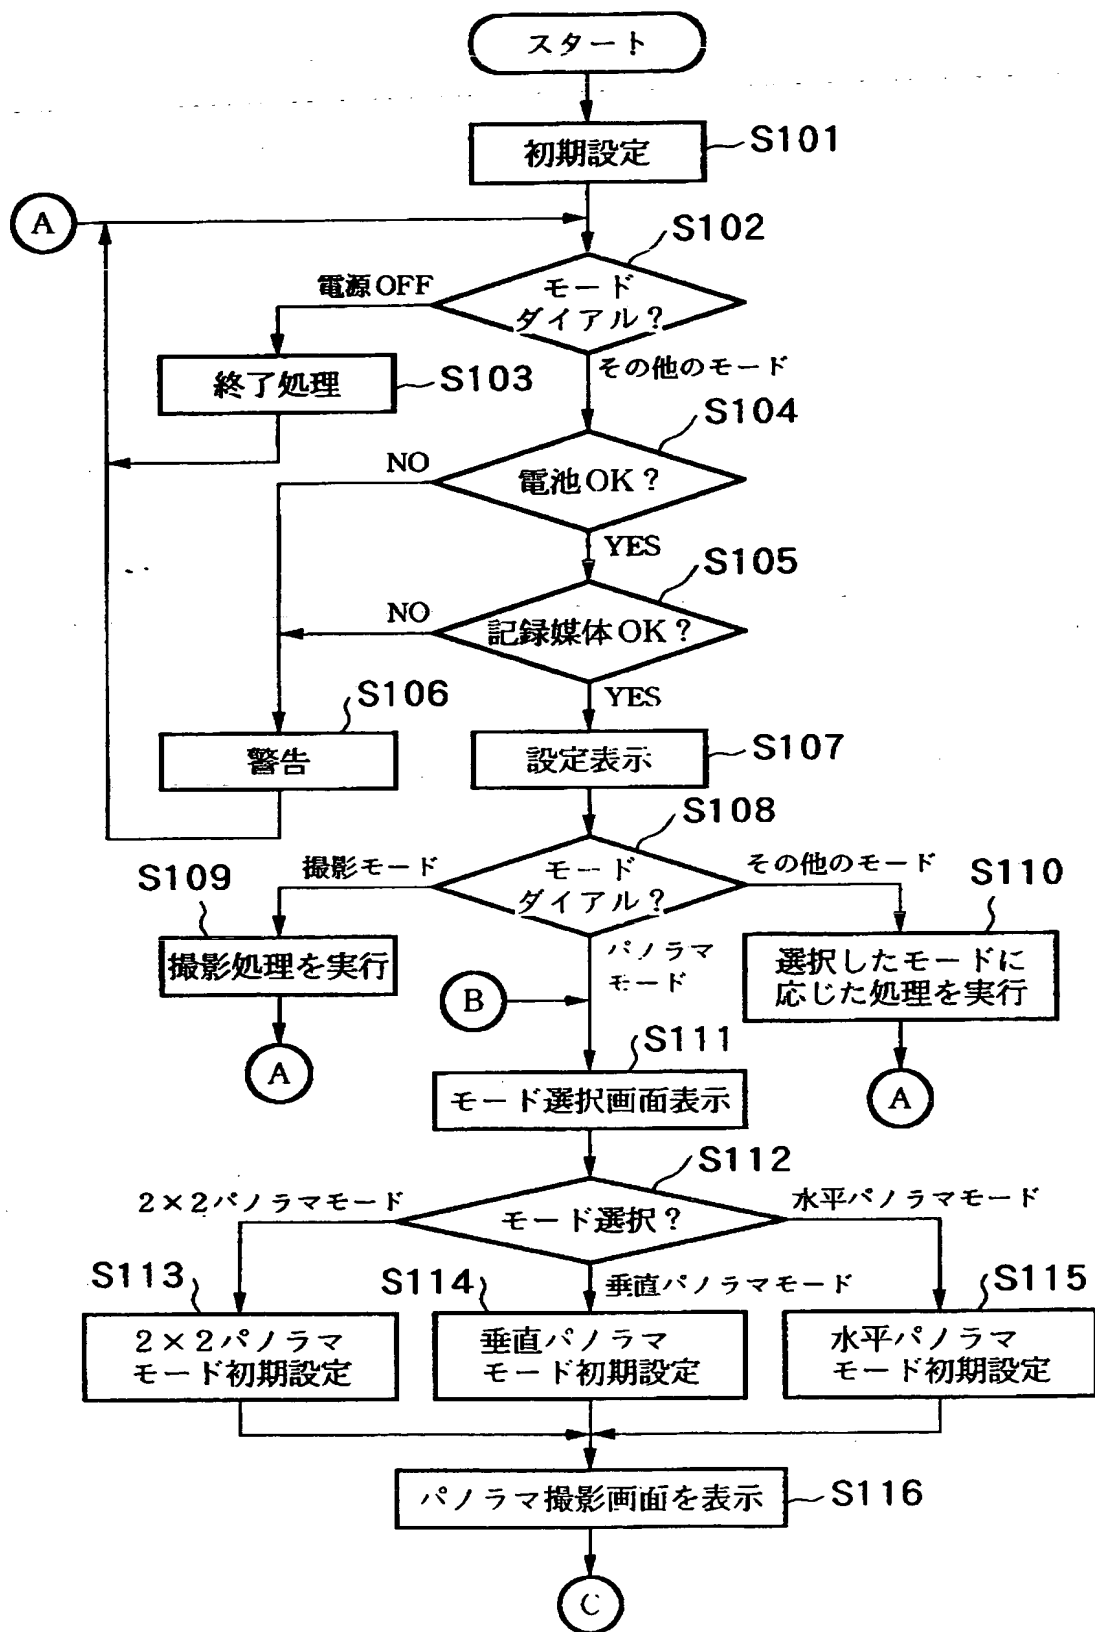 スタート
初期設定
S101
A
S102
電源OFF
モード
ダイアル?
その他のモード
終了処理
S103
S104
NO
電池OK?
YES
S105
NO
記録媒体OK?
YES
S106
警告
設定表示
S107
S108
撮影モード
モード
ダイアル?
その他のモード
S109
S110
撮影処理を実行
パノラマ
モード
選択したモードに
応じた処理を実行
B
A
A
S111
モード選択画面表示
S112
2×2パノラマモード
モード選択?
水平パノラマモード
S113
S114
垂直パノラマモード
S115
2×2パノラマ
モード初期設定
垂直パノラマ
モード初期設定
水平パノラマ
モード初期設定
パノラマ撮影画面を表示
S116
C